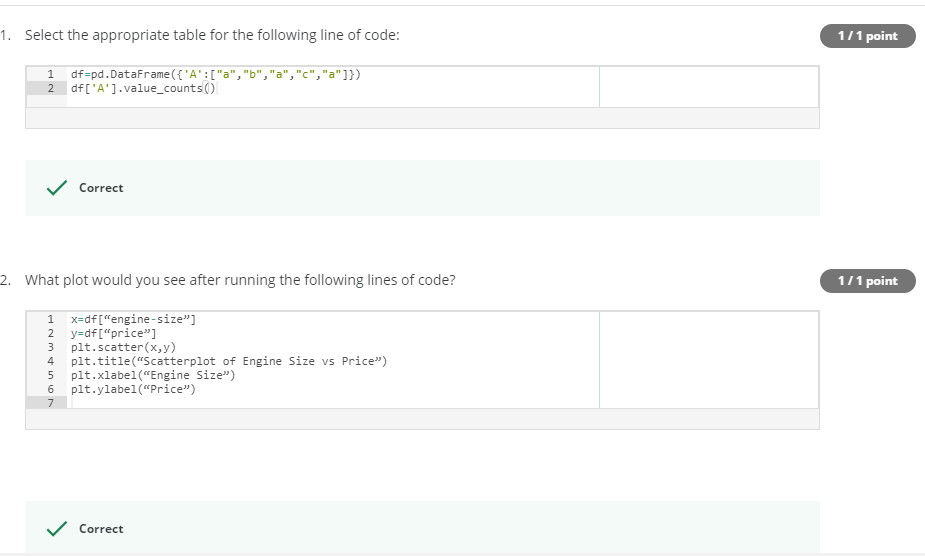 1. Select the appropriate table for the following line of code:
1 / 1 point
1 df=pd.DataFrame({'A':["a","b","a","c","a"]})
2 df['A'].value_counts()
Correct
2. What plot would you see after running the following lines of code?
1 / 1 point
1 x=df[“engine-size”]
2 y=df[“price”]
3 plt.scatter(x,y)
4 plt.title(“Scatterplot of Engine Size vs Price”)
5 plt.xlabel(“Engine Size”)
6 plt.ylabel(“Price”)
7
Correct